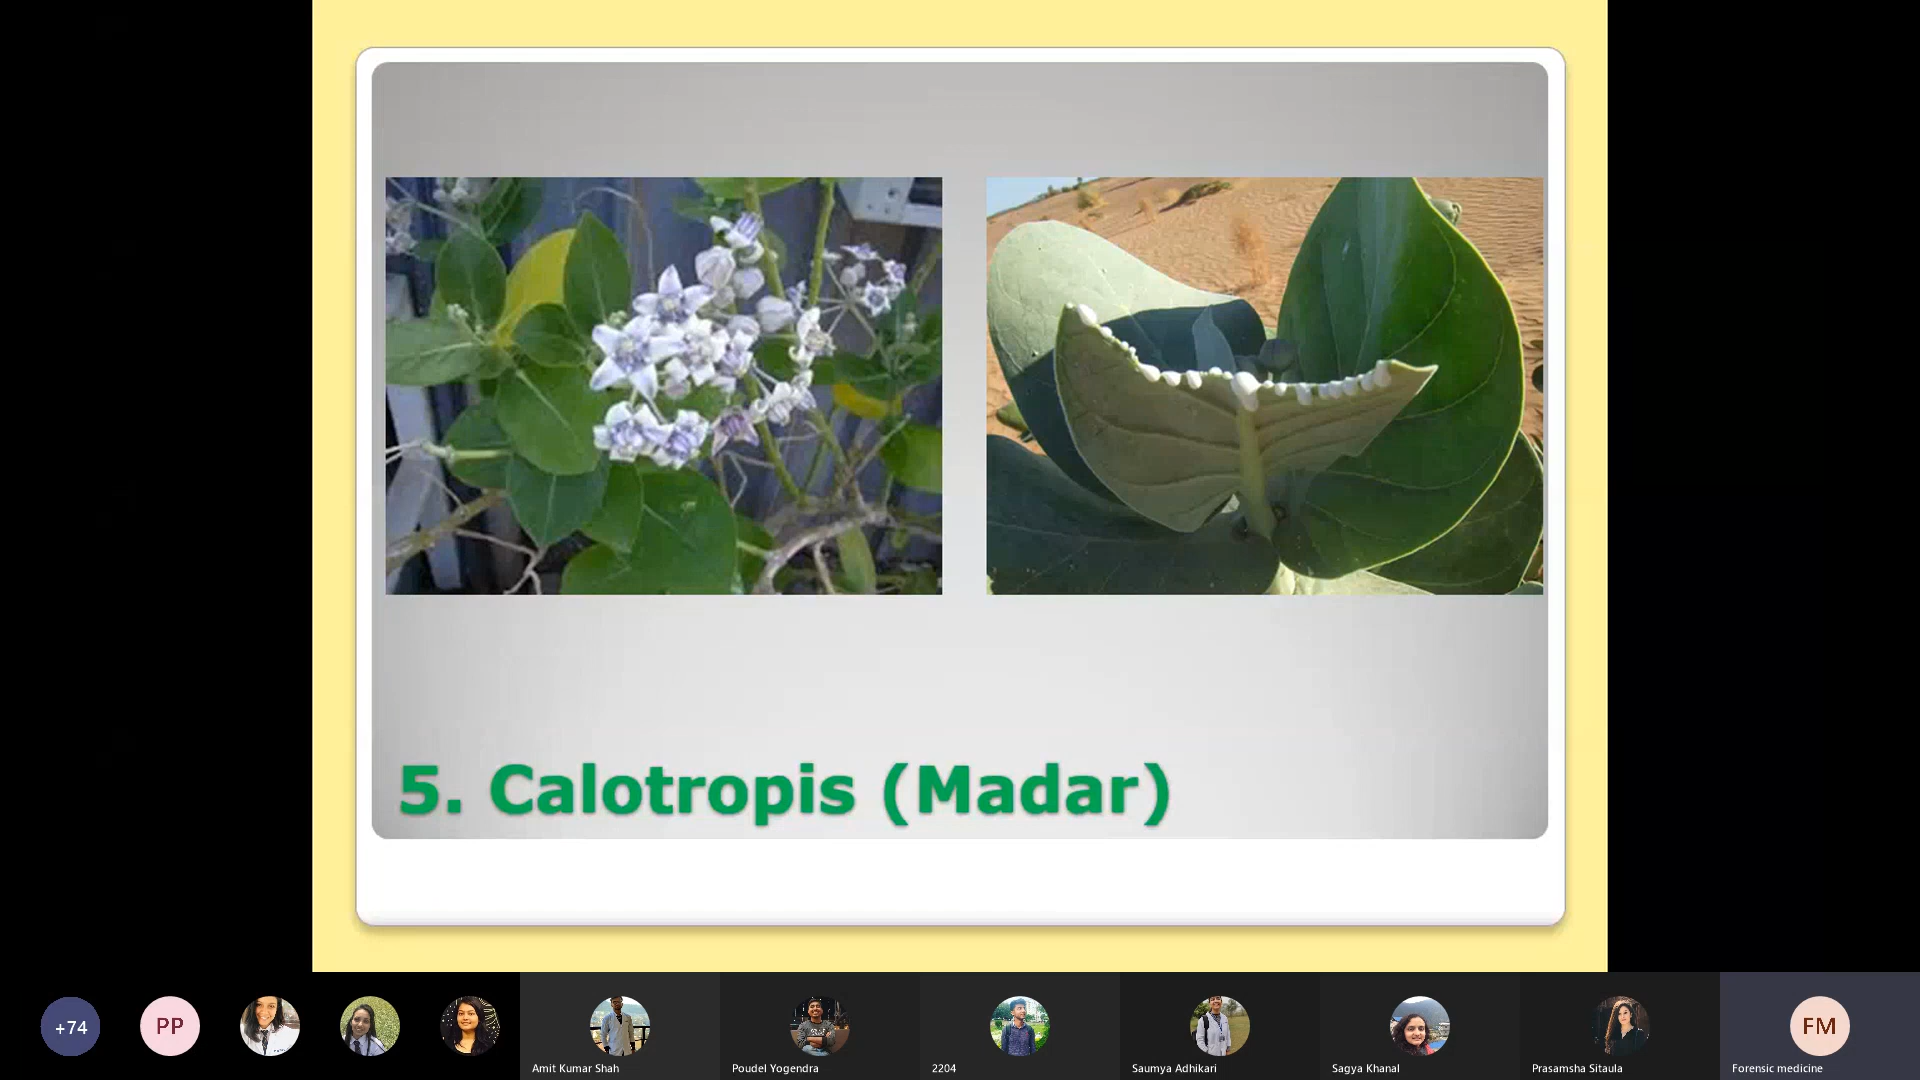 5. Calotropis (Madar)
+74
PP
FM
Amit Kumar Shah
Poudel Yogendra
2204
Saumya Adhikari
Sagya Khanal
Prasamsha Sitaula
Forensic medicine